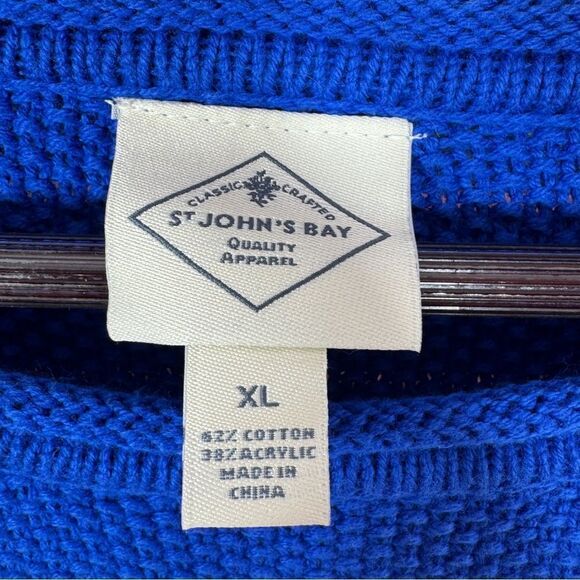 CLASSIC CRAFTED
ST JOHN'S BAY
QUALITY
APPAREL
XL
62% COTTON
38% ACRYLIC
MADE IN
CHINA